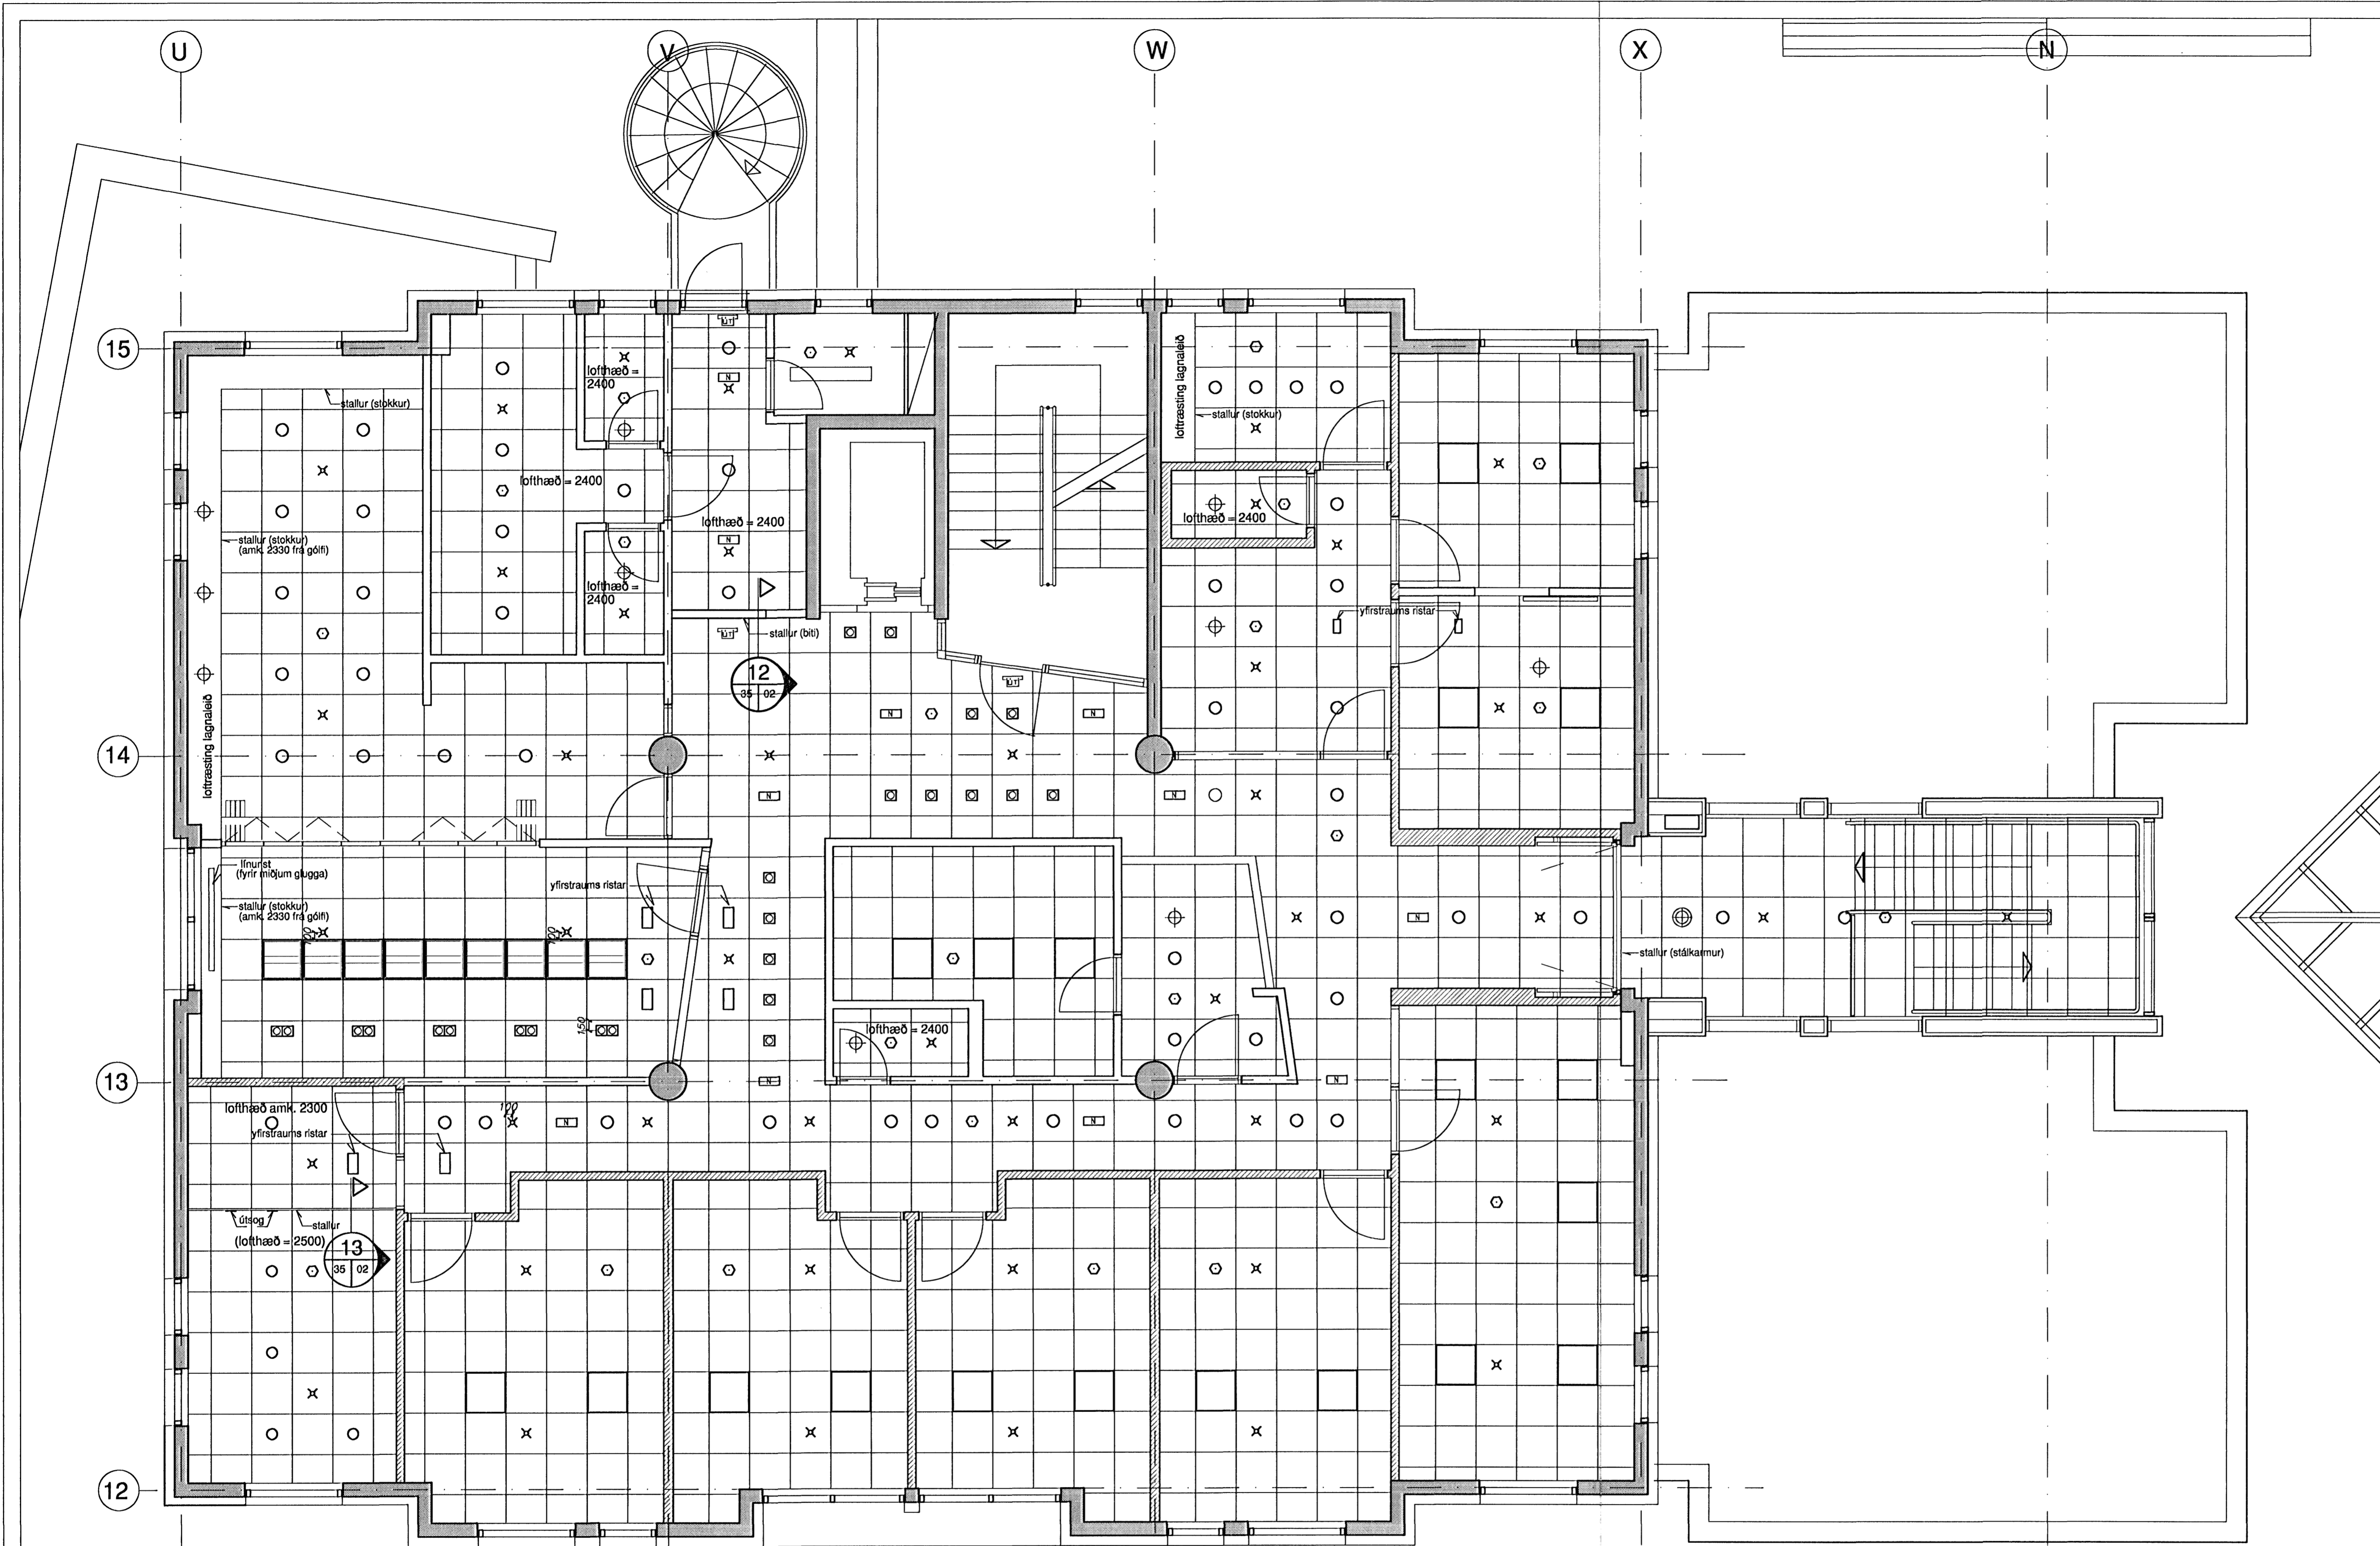 U
V
W
X
N
15
ÚT
lofthæð =
2400
N
loftræsting lagnaleið
stallur (stokkur)
stallur (stokkur)
lofthæð = 2400
lofthæð = 2400
lofthæð = 2400
N
stallur (stokkur)
(amk. 2330 frá gólfi)
lofthæð =
2400
yfirstraums ristar
ÚT
stallur (biti)
12
35
02
ÚT
loftræsting lagnaleið
N
N
14
N
N
línurist
(fyrir miðjum glugga)
yfirstraums ristar
stallur (stokkur)
(amk. 2330 frá gólfi)
N
100
100
stallur (stálkarmur)
150
lofthæð = 2400
13
N
N
lofthæð amk. 2300
100
N
N
yfirstraums ristar
útsog
stallur
(lofthæð = 2500)
13
35
02
12